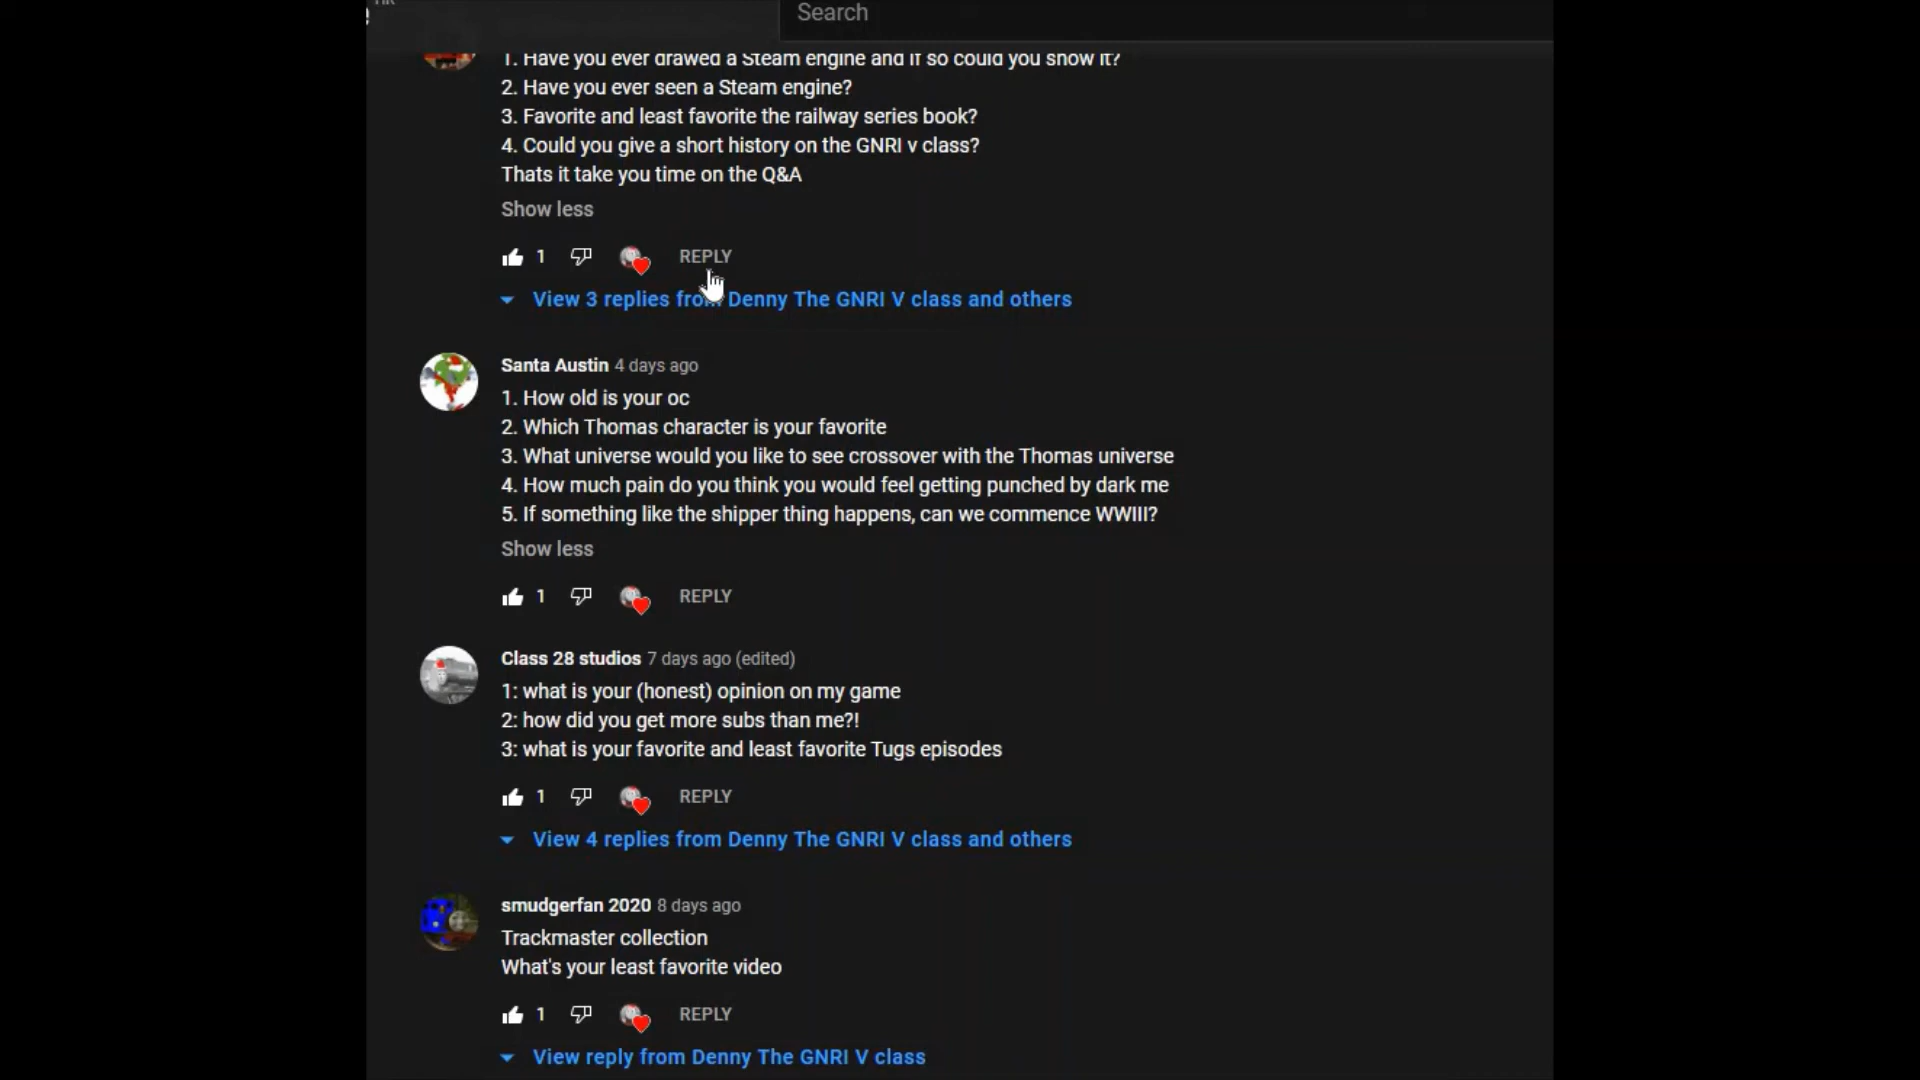 Search
1. Have you ever drawed a Steam engine and if so could you show it?
2. Have you ever seen a Steam engine?
3. Favorite and least favorite the railway series book?
4. Could you give a short history on the GNRI v class?
Thats it take you time on the Q&A
Show less
1 REPLY
View 3 replies from Denny The GNRI V class and others
Santa Austin 4 days ago
1. How old is your oc
2. Which Thomas character is your favorite
3. What universe would you like to see crossover with the Thomas universe
4. How much pain do you think you would feel getting punched by dark me
5. If something like the shipper thing happens, can we commence WWIII?
Show less
1 REPLY
Class 28 studios 7 days ago (edited)
1: what is your (honest) opinion on my game
2: how did you get more subs than me?!
3: what is your favorite and least favorite Tugs episodes
1 REPLY
View 4 replies from Denny The GNRI V class and others
smudgerfan 2020 8 days ago
Trackmaster collection
What's your least favorite video
1 REPLY
View reply from Denny The GNRI V class